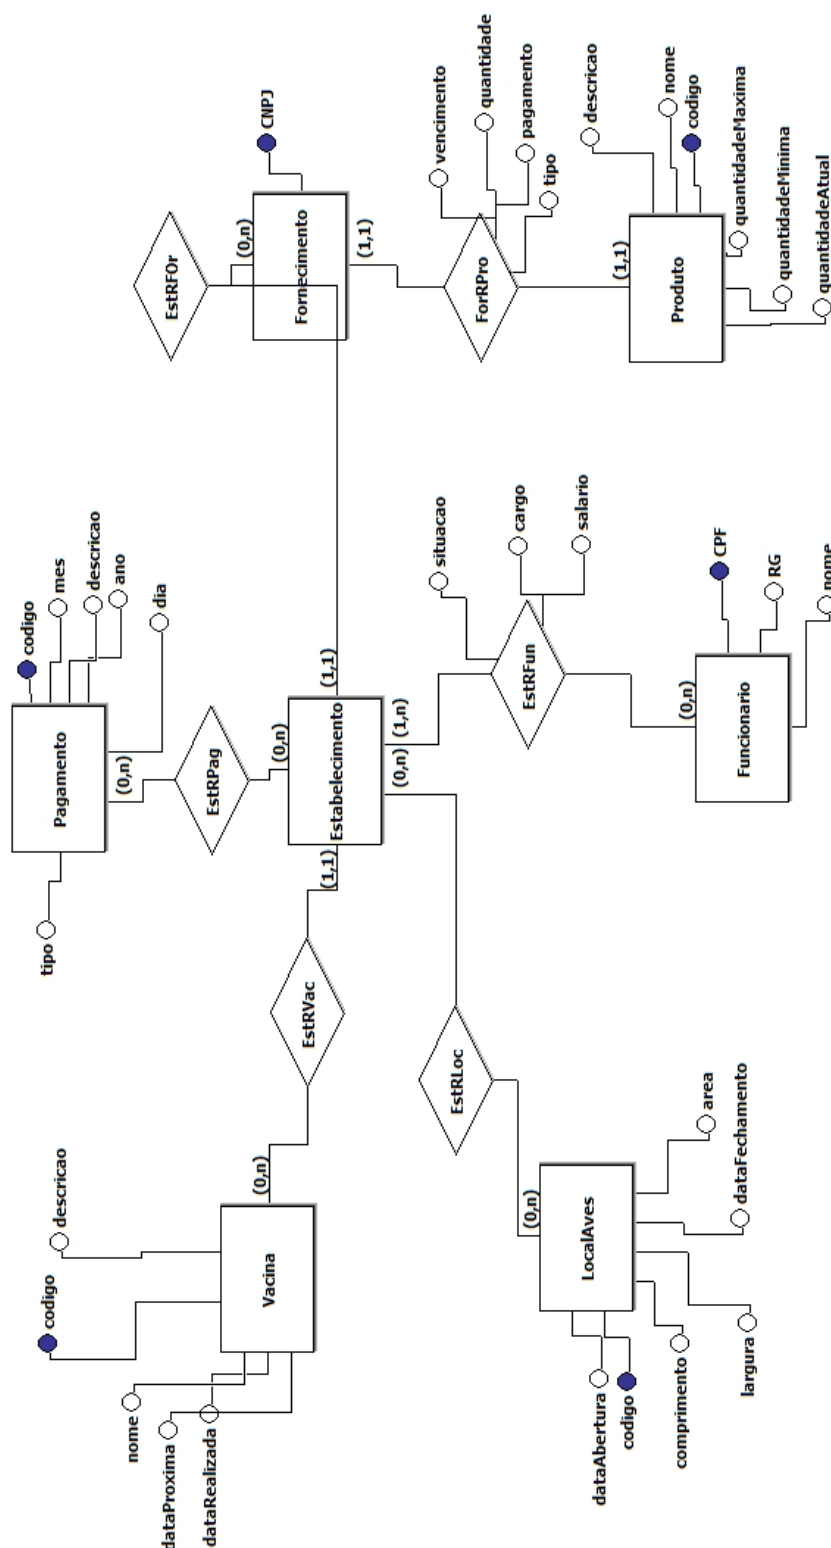 descricao
codigo
nome
dataProxima
dataRealizada
Vacina
(0,n)
EstRVac
(1,1)
tipo
Pagamento
codigo
mes
descricao
ano
dia
(0,n)
EstRPag
(0,n)
Estabelecimento
(1,1)
(1,n)
(0,n)
EstRFOr
(0,n)
Fornecimento
CNPJ
(1,1)
ForRPro
vencimento
quantidade
pagamento
tipo
(1,1)
Produto
descricao
nome
codigo
quantidadeMaxima
quantidadeMinima
quantidadeAtual
EstRFun
situacao
cargo
salario
(0,n)
Funcionario
CPF
RG
nome
EstRLoc
(0,n)
LocalAves
dataAbertura
codigo
comprimento
largura
dataFechamento
area